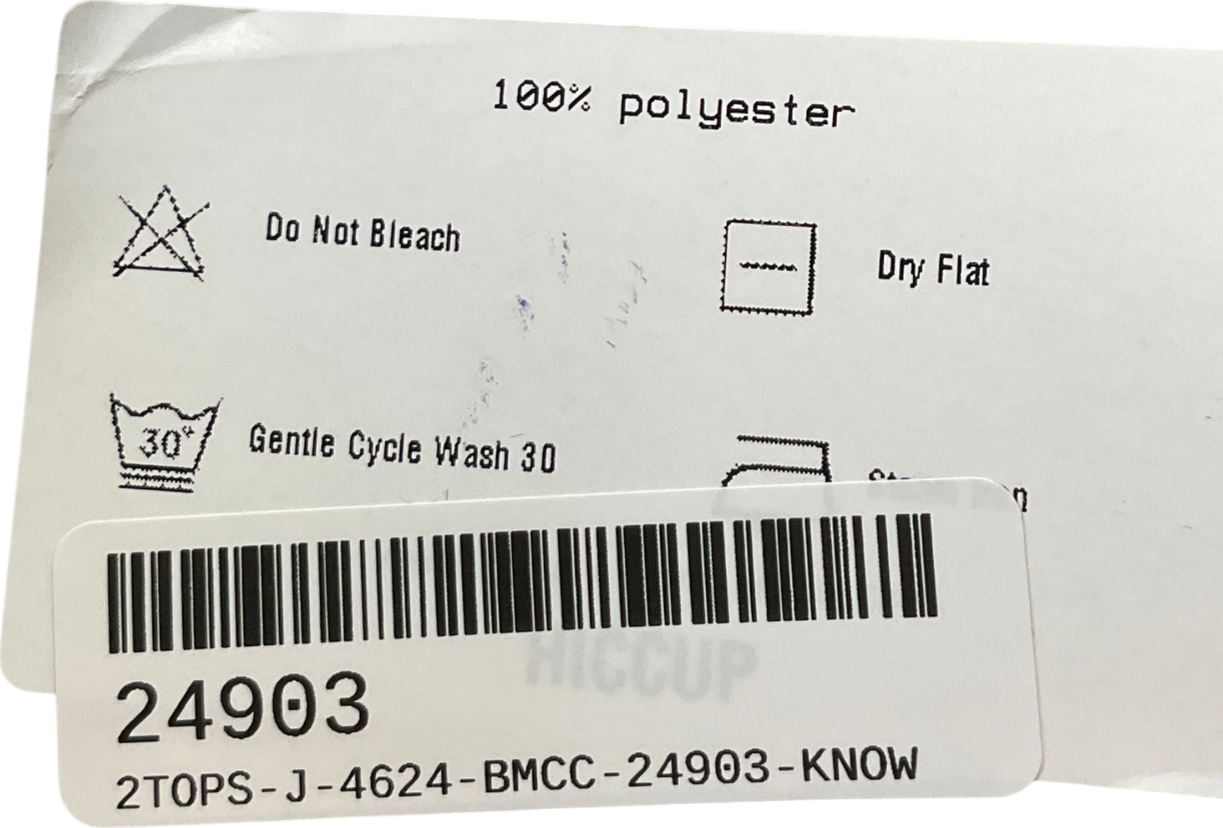 100% polyester
Do Not Bleach
Dry Flat
30°
Gentle Cycle Wash 30
HICCUP
24903
2TOPS-J-4624-BMCC-24903-KNOW